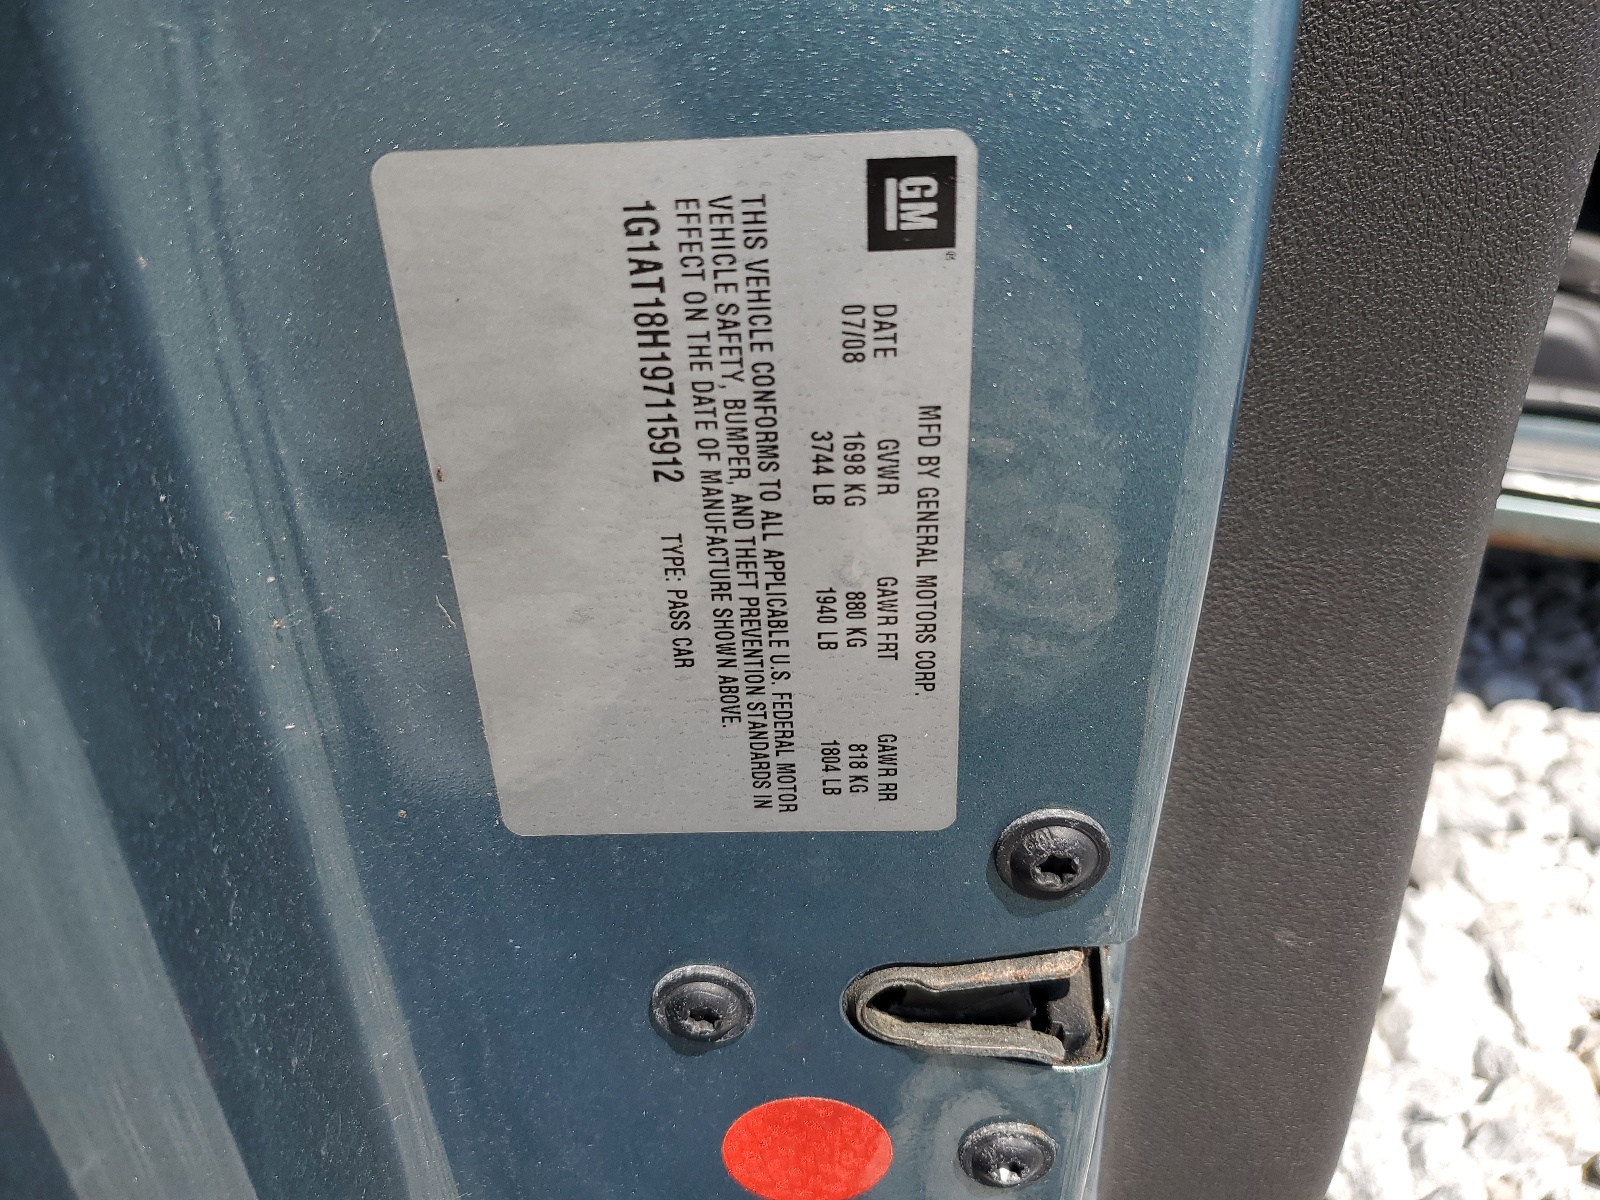 GM
MFD BY GENERAL MOTORS CORP.
DATE GVWR GAWR FRT GAWR RR
07/08 1698 KG 880 KG 818 KG
3744 LB 1940 LB 1804 LB
THIS VEHICLE CONFORMS TO ALL APPLICABLE U.S. FEDERAL MOTOR
VEHICLE SAFETY, BUMPER, AND THEFT PREVENTION STANDARDS IN
EFFECT ON THE DATE OF MANUFACTURE SHOWN ABOVE.
1G1AT18H197115912 TYPE: PASS CAR